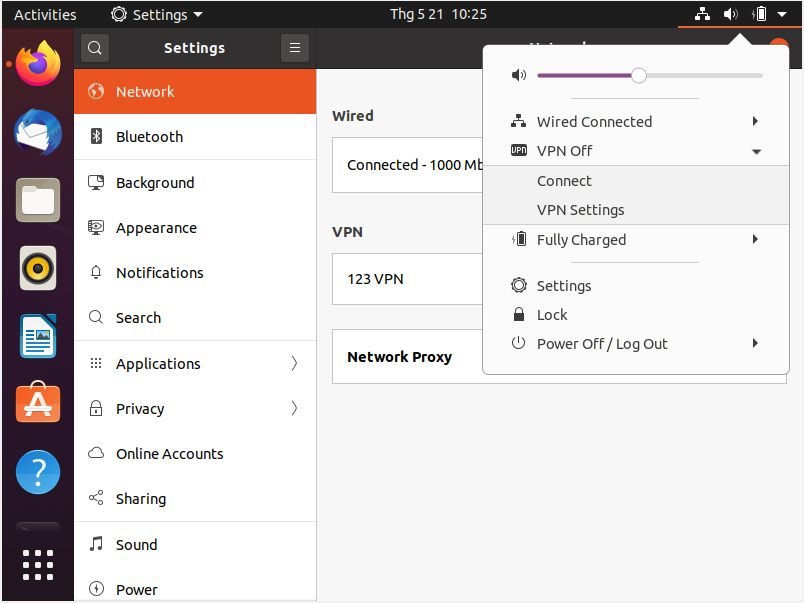 Activities
Settings
Thg 5 21 10:25
Settings
Network
Bluetooth
Background
Appearance
Notifications
Search
Applications
Privacy
Online Accounts
Sharing
Sound
Power
Wired
Connected - 1000 Mb
VPN
123 VPN
Network Proxy
Wired Connected
VPN VPN Off
Connect
VPN Settings
Fully Charged
Settings
Lock
Power Off / Log Out